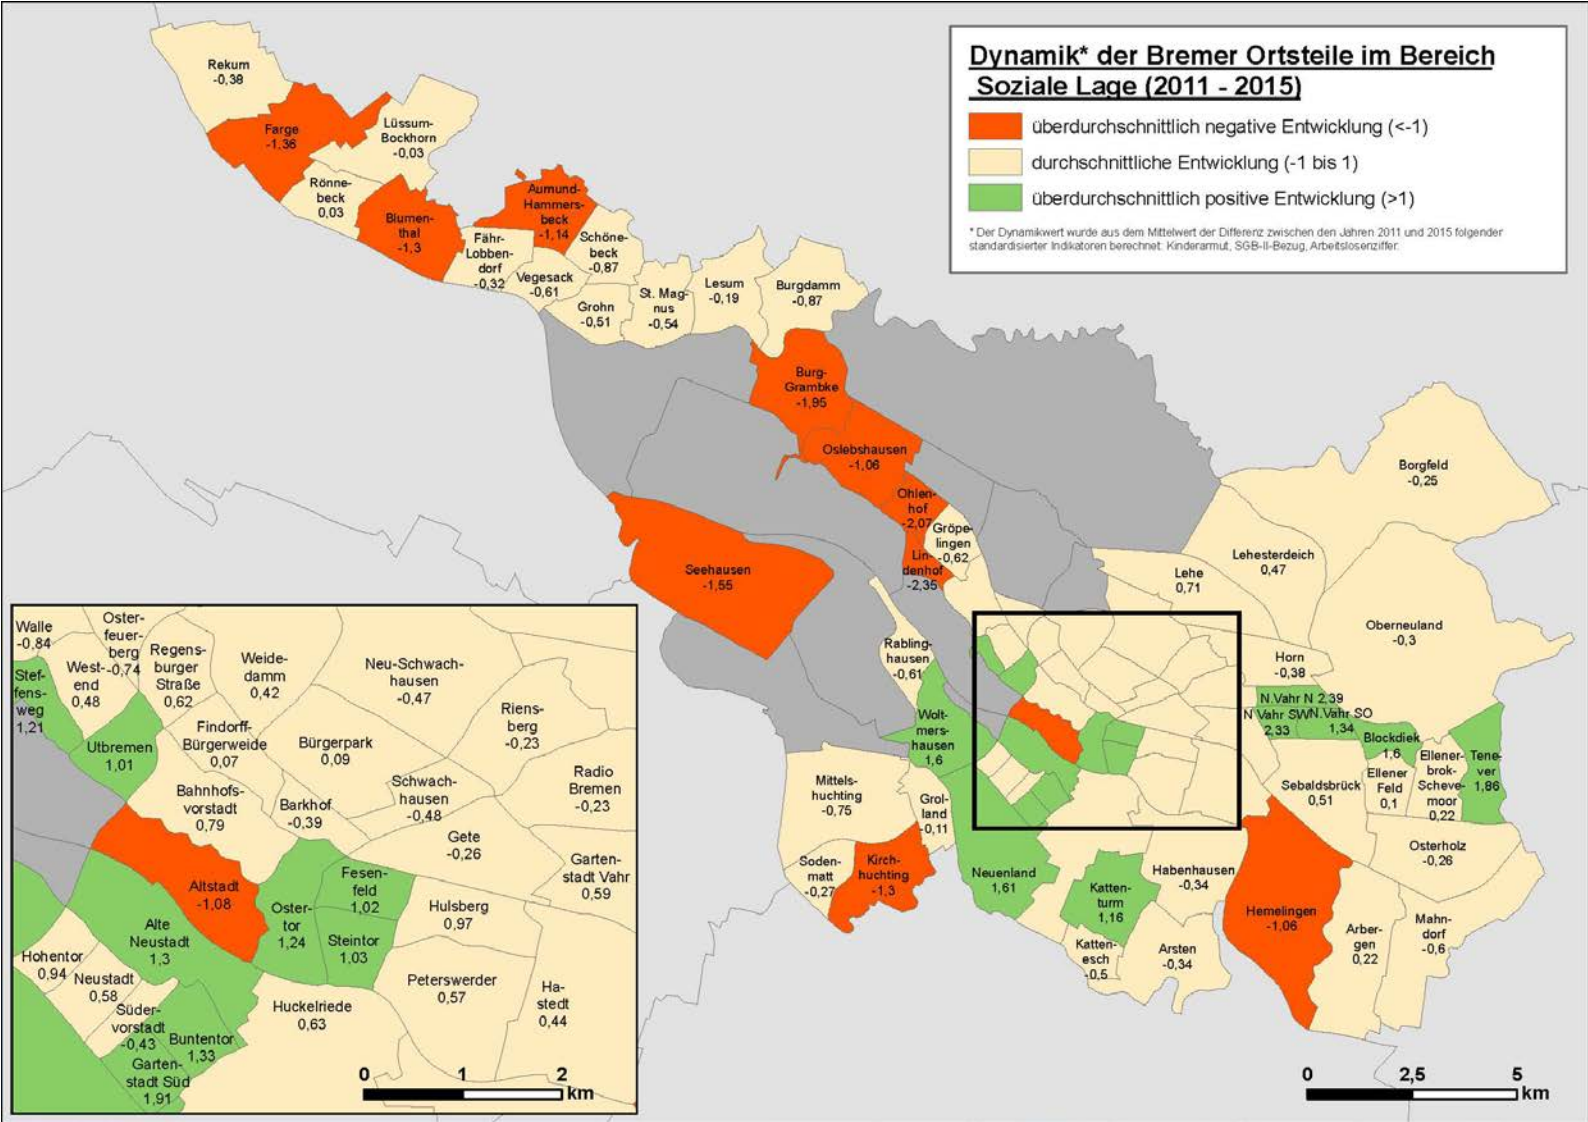 Dynamik* der Bremer Ortsteile im Bereich
Soziale Lage (2011 - 2015)
überdurchschnittlich negative Entwicklung (<-1)
durchschnittliche Entwicklung (-1 bis 1)
überdurchschnittlich positive Entwicklung (>1)
* Der Dynamikwert wurde aus dem Mittelwert der Differenz zwischen den Jahren 2011 und 2015 folgender
standardisierter Indikatoren berechnet: Kinderarmut, SGB-II-Bezug, Arbeitslosenziffer.
Rekum
-0,38
Farge
-1,36
Lüssum-
Bockhorn
-0,03
Rönne-
beck
0,03
Blumen-
thal
-1,3
Aumund-
Hammers-
beck
-1,14
Fähr-
Lobben-
dorf
-0,32
Schöne-
beck
-0,87
Vegesack
-0,61
Grohn
-0,51
St. Mag-
nus
-0,54
Lesum
-0,19
Burgdamm
-0,87
Burg-
Grambke
-1,95
Oslebshausen
-1,06
Ohlen-
hof
-2,07
Gröpe-
lingen
-0,62
Lin-
denhof
-2,35
Seehausen
-1,55
Borgfeld
-0,25
Lehesterdeich
0,47
Lehe
0,71
Oberneuland
-0,3
Horn
-0,38
Rabling-
hausen
-0,61
N.Vahr N 2,39
N Vahr SW
2,33
N.Vahr SO
1,34
Blockdiek
1,6
Wolt-
mers-
hausen
1,6
Ellener-
brok-
Scheve-
moor
0,22
Tene-
ver
1,86
Ellener
Feld
0,1
Sebaldsbrück
0,51
Mittels-
huchting
-0,75
Grol-
land
-0,11
Soden-
matt
-0,27
Kirch-
huchting
-1,3
Neuenland
1,61
Katten-
turm
1,16
Habenhausen
-0,34
Osterholz
-0,26
Hemelingen
-1,06
Arber-
gen
0,22
Mahn-
dorf
-0,6
Katten-
esch
-0,5
Arsten
-0,34
Walle
-0,84
Oster-
feuer-
berg
-0,74
West-
end
0,48
Regens-
burger
Straße
0,62
Weide-
damm
0,42
Neu-Schwach-
hausen
-0,47
Stef-
fens-
weg
1,21
Utbremen
1,01
Findorff-
Bürgerweide
0,07
Bürgerpark
0,09
Riens-
berg
-0,23
Bahnhofs-
vorstadt
0,79
Barkhof
-0,39
Schwach-
hausen
-0,48
Radio
Bremen
-0,23
Gete
-0,26
Garten-
stadt Vahr
0,59
Altstadt
-1,08
Fesen-
feld
1,02
Oster-
tor
1,24
Steintor
1,03
Hulsberg
0,97
Alte
Neustadt
1,3
Hohentor
0,94
Neustadt
0,58
Süder-
vorstadt
-0,43
Buntentor
1,33
Garten-
stadt Süd
1,91
Huckelriede
0,63
Peterswerder
0,57
Ha-
stedt
0,44
0 1 2
km
0 2,5 5
km